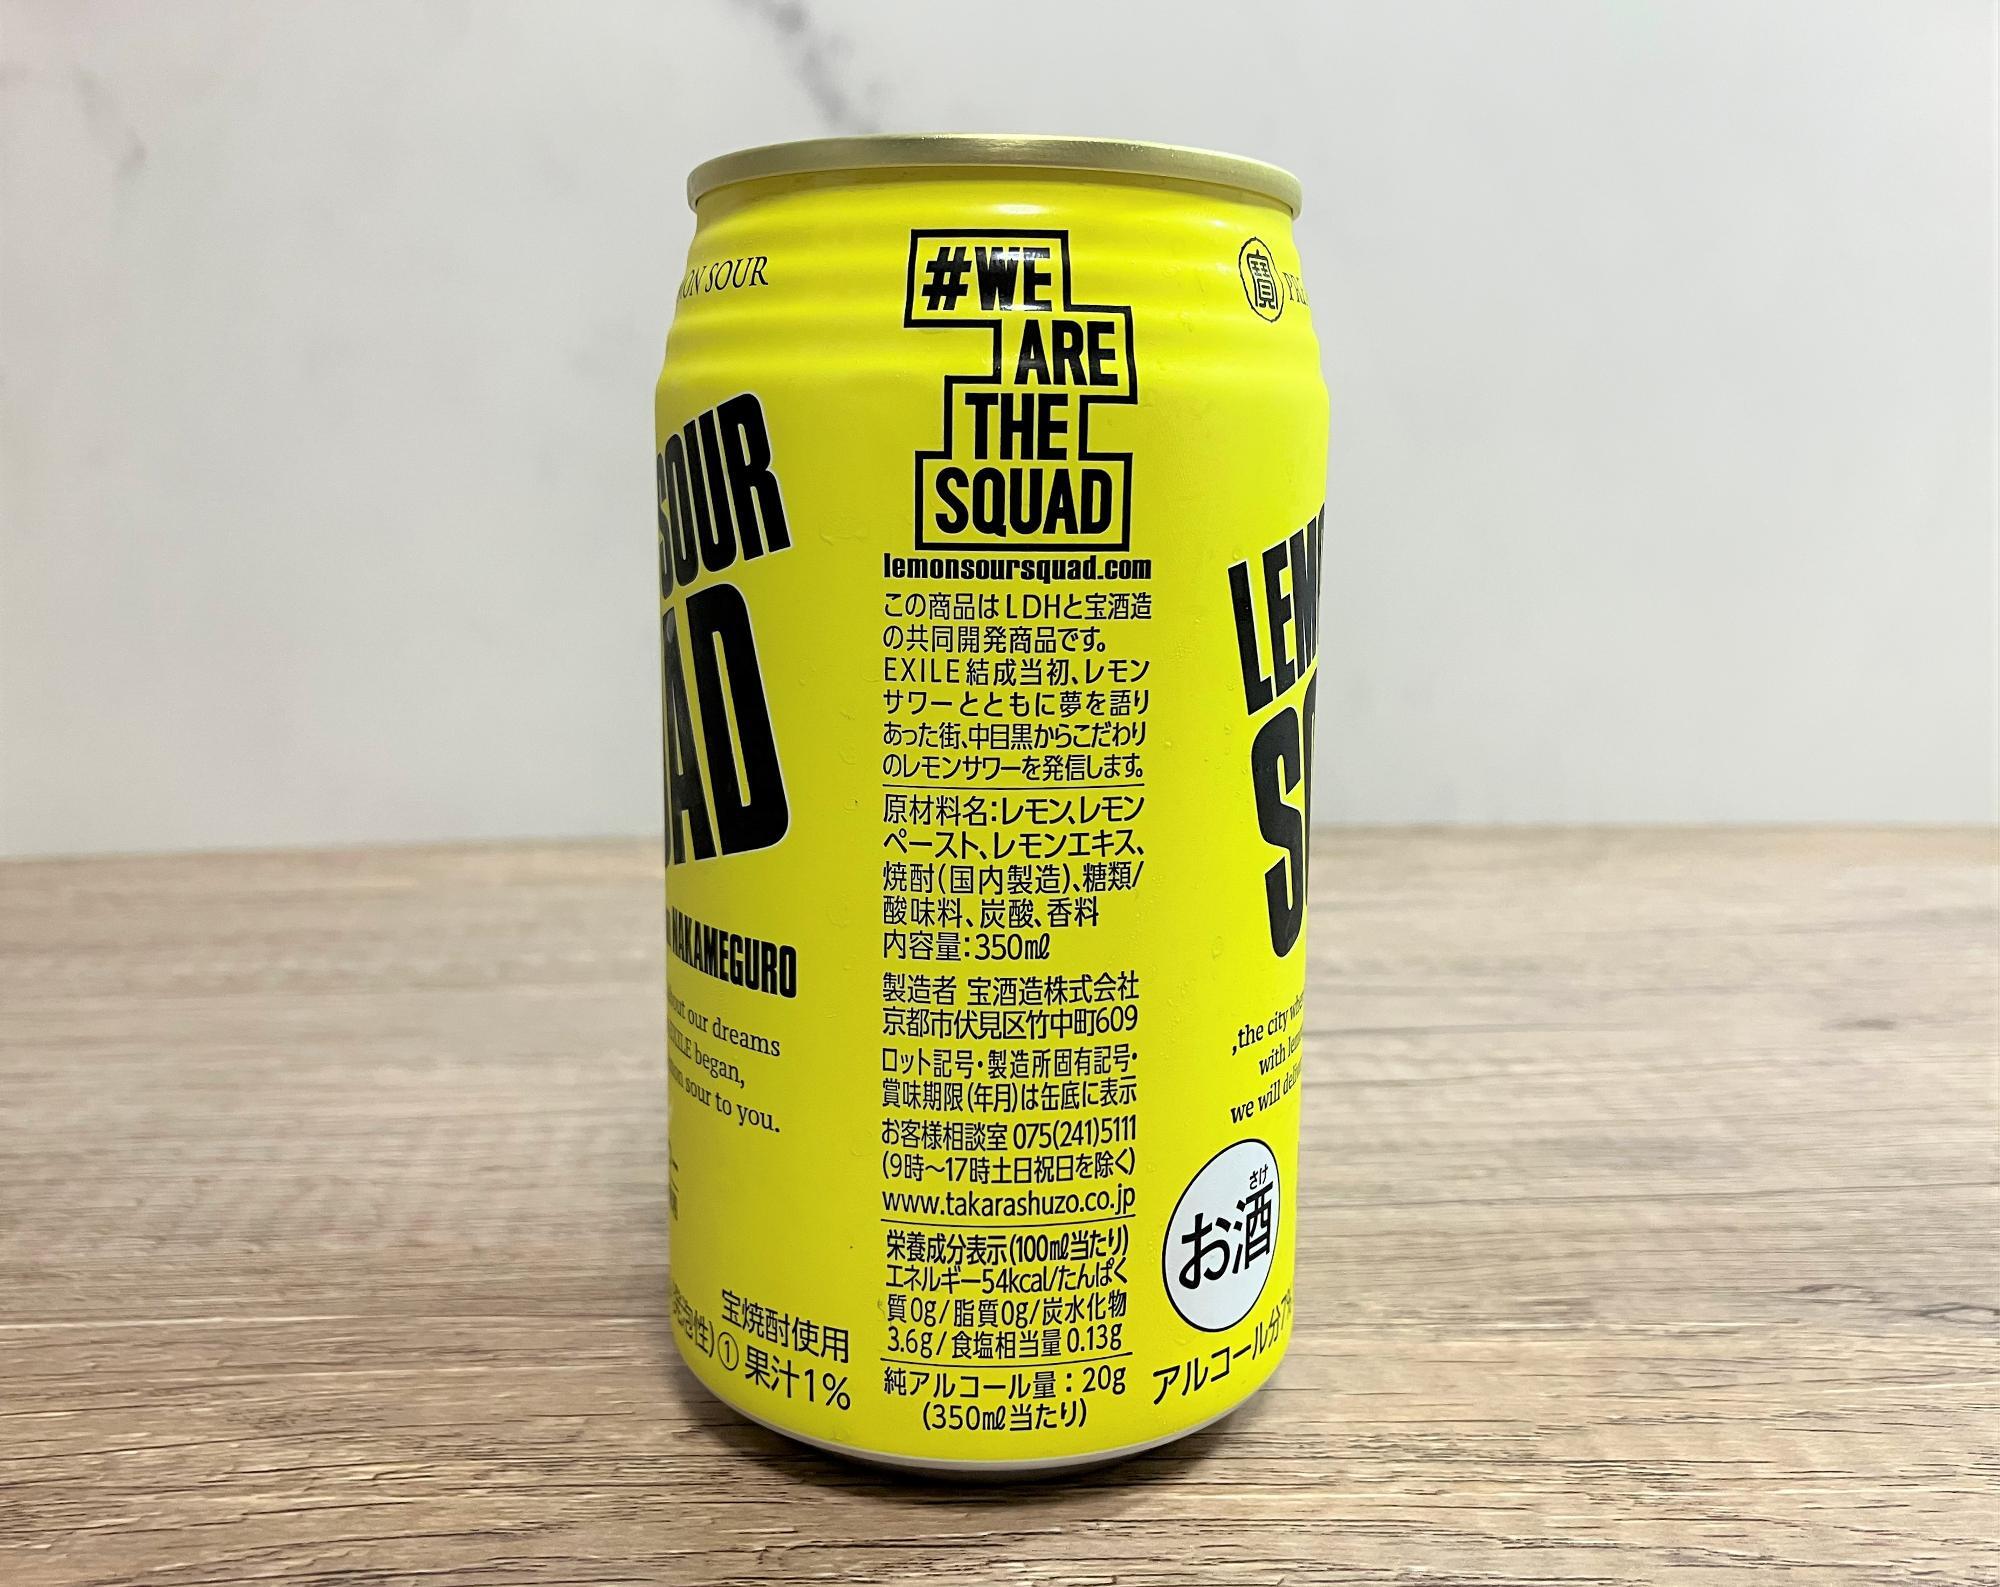 SOUR
SOUR
NAKAMEGURO
our dreams
began,
sour to you.
宝焼酎使用
① 果汁1%
#WE
ARE
THE
SQUAD
lemonsoursquad.com
この商品はLDHと宝酒造
の共同開発商品です。
EXILE結成当初、レモン
サワーとともに夢を語り
あった街、中目黒からこだわり
のレモンサワーを発信します。
原材料名:レモン、レモン
ペースト、レモンエキス、
焼酎(国内製造)、糖類/
酸味料、炭酸、香料
内容量:350㎖
製造者 宝酒造株式会社
京都市伏見区竹中町609
ロット記号・製造所固有記号・
賞味期限(年月)は缶底に表示
お客様相談室 075(241)5111
(9時~17時土日祝日を除く)
www.takarashuzo.co.jp
栄養成分表示(100㎖当たり)
エネルギー54kcal/たんぱく
質0g/脂質0g/炭水化物
3.6g/食塩相当量0.13g
純アルコール量:20g
(350㎖当たり)
寳
,the city
with
we will
さけ
お酒
アルコール分7%